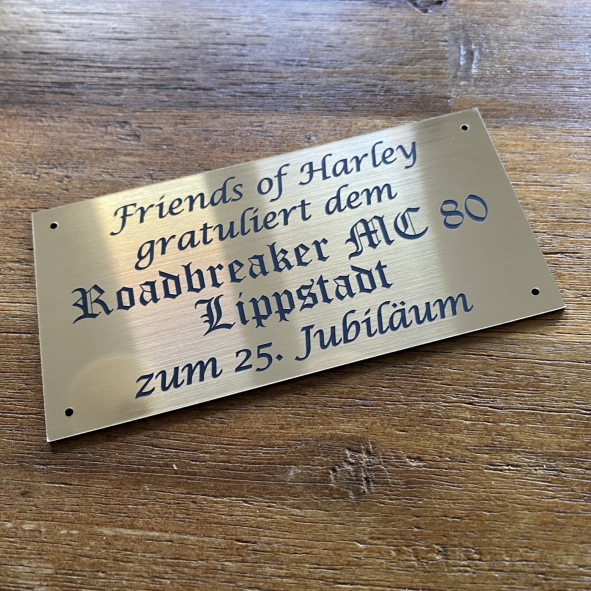 Friends of Harley
gratuliert dem
Roadbreaker MC 80
Lippstadt
zum 25. Jubiläum